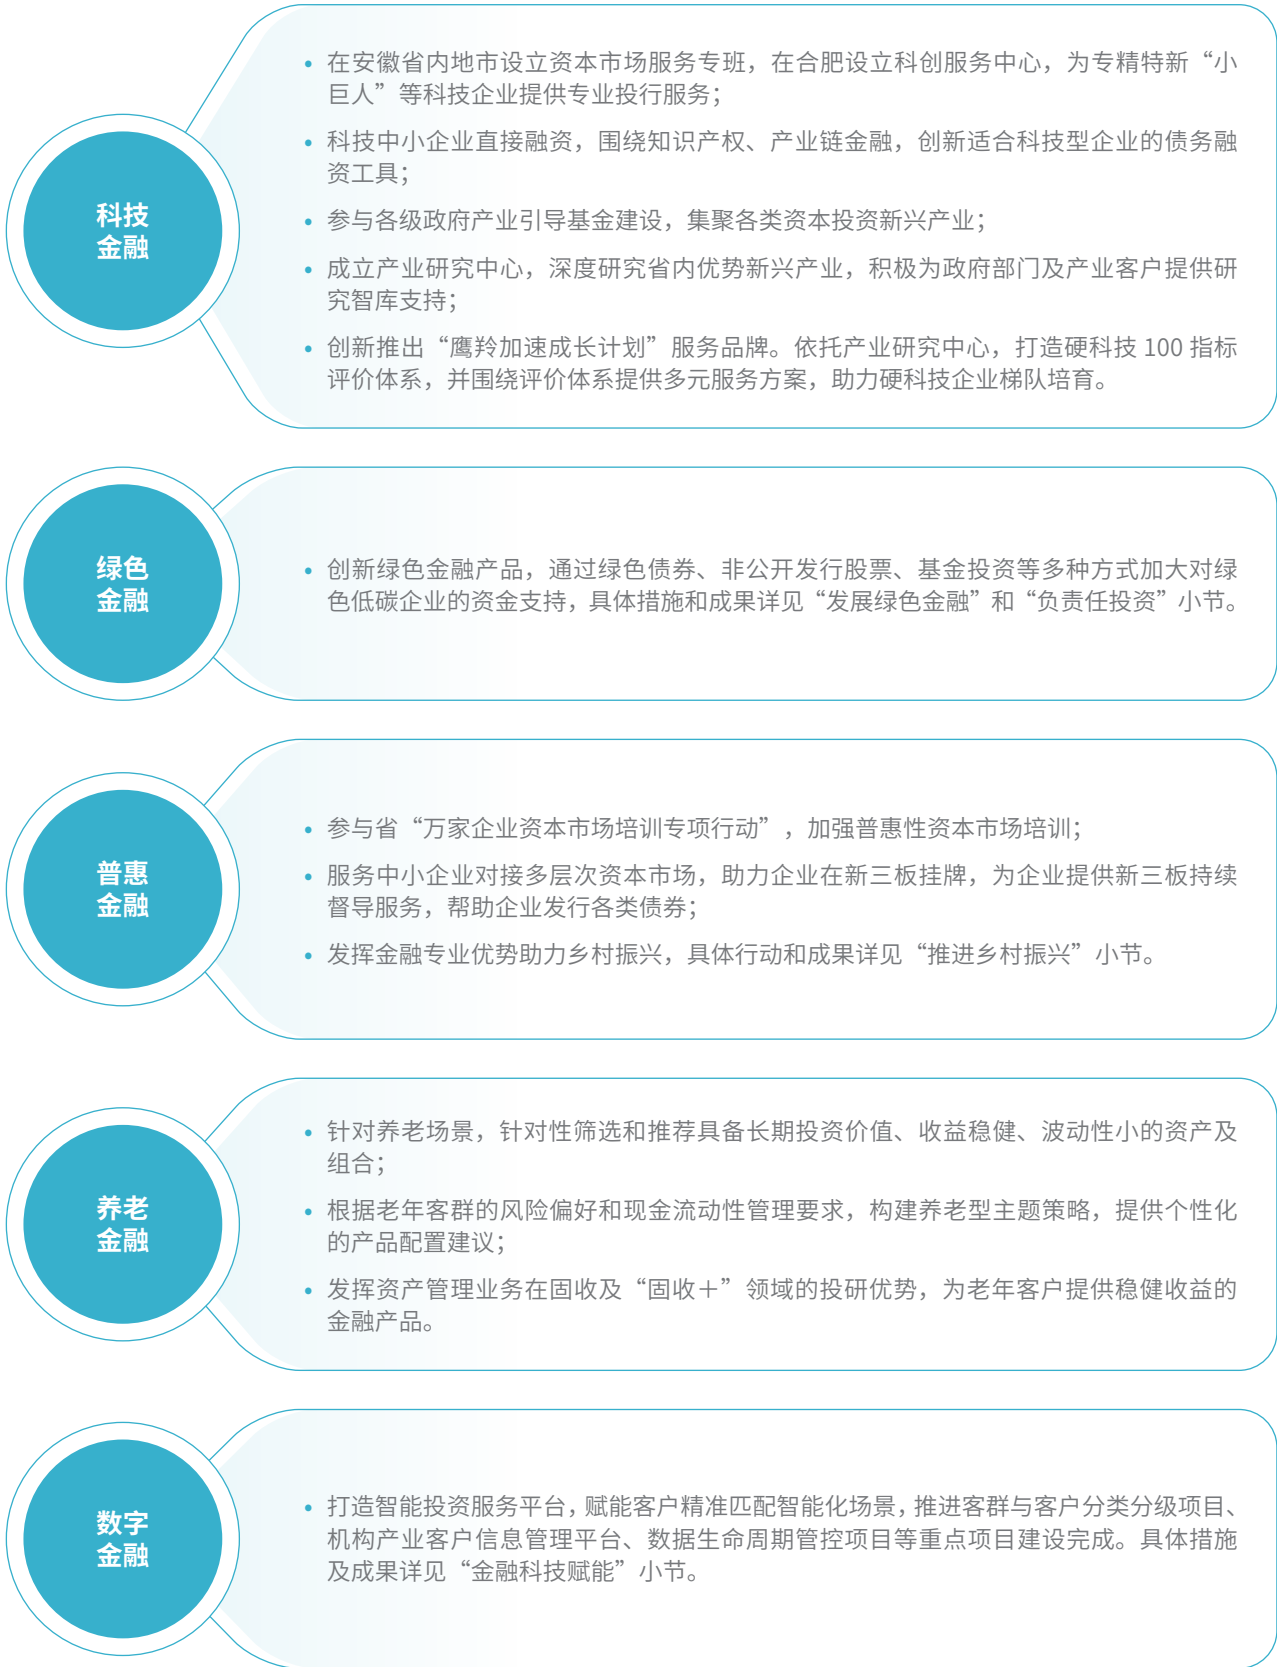 科技
金融
• 在安徽省内地市设立资本市场服务专班，在合肥设立科创服务中心，为专精特新“小
巨人”等科技企业提供专业投行服务；
• 科技中小企业直接融资，围绕知识产权、产业链金融，创新适合科技型企业的债务融
资工具；
• 参与各级政府产业引导基金建设，集聚各类资本投资新兴产业；
• 成立产业研究中心，深度研究省内优势新兴产业，积极为政府部门及产业客户提供研
究智库支持；
• 创新推出“鹰羚加速成长计划”服务品牌。依托产业研究中心，打造硬科技 100 指标
评价体系，并围绕评价体系提供多元服务方案，助力硬科技企业梯队培育。
绿色
金融
• 创新绿色金融产品，通过绿色债券、非公开发行股票、基金投资等多种方式加大对绿
色低碳企业的资金支持，具体措施和成果详见“发展绿色金融”和“负责任投资”小节。
普惠
金融
• 参与省“万家企业资本市场培训专项行动”，加强普惠性资本市场培训；
• 服务中小企业对接多层次资本市场，助力企业在新三板挂牌，为企业提供新三板持续
督导服务，帮助企业发行各类债券；
• 发挥金融专业优势助力乡村振兴，具体行动和成果详见“推进乡村振兴”小节。
养老
金融
• 针对养老场景，针对性筛选和推荐具备长期投资价值、收益稳健、波动性小的资产及
组合；
• 根据老年客群的风险偏好和现金流动性管理要求，构建养老型主题策略，提供个性化
的产品配置建议；
• 发挥资产管理业务在固收及“固收＋”领域的投研优势，为老年客户提供稳健收益的
金融产品。
数字
金融
• 打造智能投资服务平台，赋能客户精准匹配智能化场景，推进客群与客户分类分级项目、
机构产业客户信息管理平台、数据生命周期管控项目等重点项目建设完成。具体措施
及成果详见“金融科技赋能”小节。